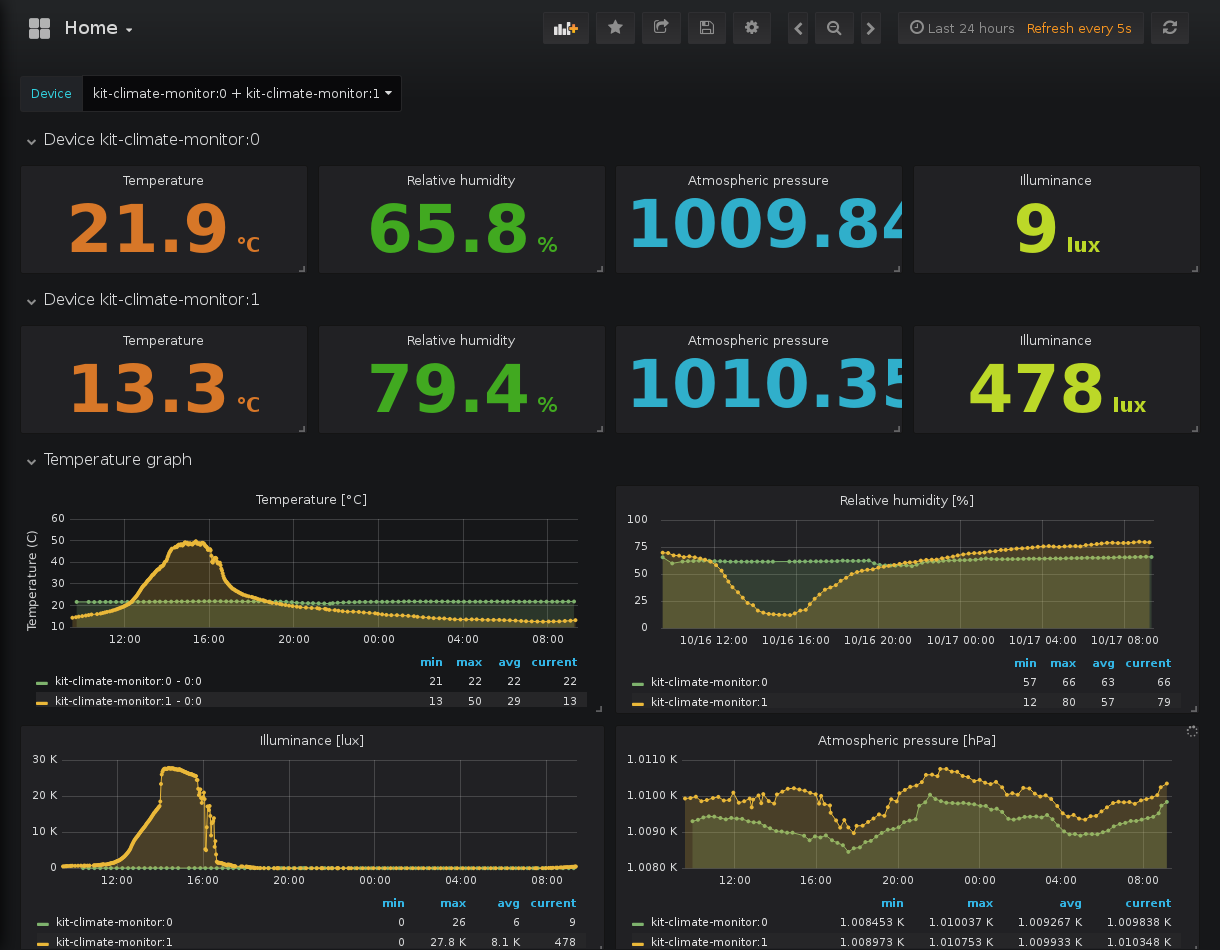 Home
Last 24 hours Refresh every 5s
Device kit-climate-monitor:0 + kit-climate-monitor:1
Device kit-climate-monitor:0
Temperature Relative humidity Atmospheric pressure Illuminance
21.9 °C 65.8 % 1009.84 9 lux
Device kit-climate-monitor:1
Temperature Relative humidity Atmospheric pressure Illuminance
13.3 °C 79.4 % 1010.35 478 lux
Temperature graph
Temperature [°C]
Temperature (C)
60
50
40
30
20
10
12:00 16:00 20:00 00:00 04:00 08:00
min max avg current
kit-climate-monitor:0 - 0:0 21 22 22 22
kit-climate-monitor:1 - 0:0 13 50 29 13
Relative humidity [%]
100
75
50
25
0
10/16 12:00 10/16 16:00 10/16 20:00 10/17 00:00 10/17 04:00 10/17 08:00
min max avg current
kit-climate-monitor:0 57 66 63 66
kit-climate-monitor:1 12 80 57 79
Illuminance [lux]
30 K
20 K
10 K
0
12:00 16:00 20:00 00:00 04:00 08:00
min max avg current
kit-climate-monitor:0 0 26 6 9
kit-climate-monitor:1 0 27.8 K 8.1 K 478
Atmospheric pressure [hPa]
1.0110 K
1.0100 K
1.0090 K
1.0080 K
12:00 16:00 20:00 00:00 04:00 08:00
min max avg current
kit-climate-monitor:0 1.008453 K 1.010037 K 1.009267 K 1.009838 K
kit-climate-monitor:1 1.008973 K 1.010753 K 1.009933 K 1.010348 K